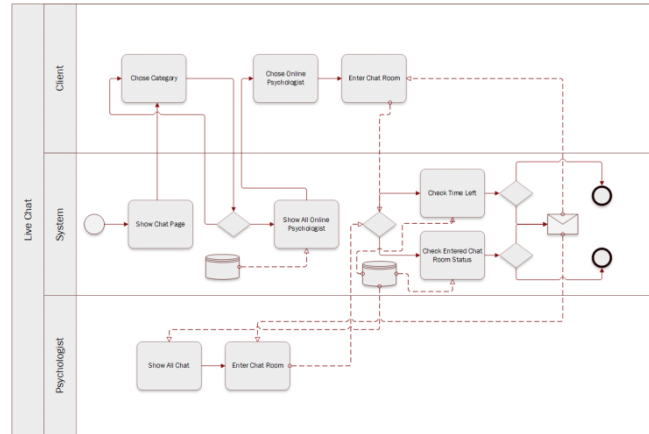 Live Chat
Client
Chose Category
Chose Online
Psychologist
Enter Chat Room
System
Show Chat Page
Show All Online
Psychologist
Check Time Left
Check Entered Chat
Room Status
Psychologist
Show All Chat
Enter Chat Room